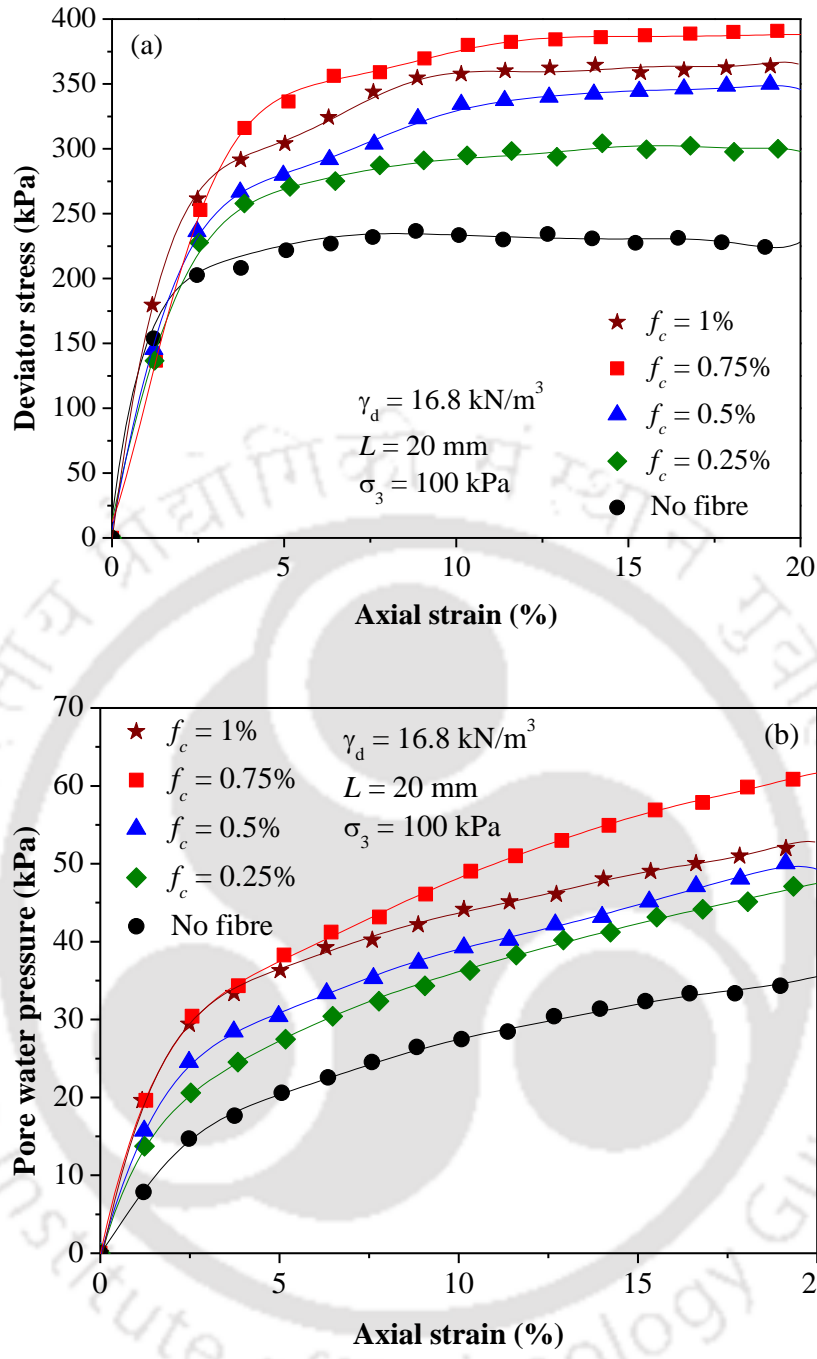 400
350
300
250
200
150
100
50
0
Deviator stress (kPa)
(a)
f_c = 1%
f_c = 0.75%
f_c = 0.5%
f_c = 0.25%
No fibre
γ_d = 16.8 kN/m³
L = 20 mm
σ_3 = 100 kPa
0 5 10 15 20
Axial strain (%)
70
60
50
40
30
20
10
0
Pore water pressure (kPa)
f_c = 1%
f_c = 0.75%
f_c = 0.5%
f_c = 0.25%
No fibre
γ_d = 16.8 kN/m³
L = 20 mm
σ_3 = 100 kPa
(b)
0 5 10 15 2
Axial strain (%)